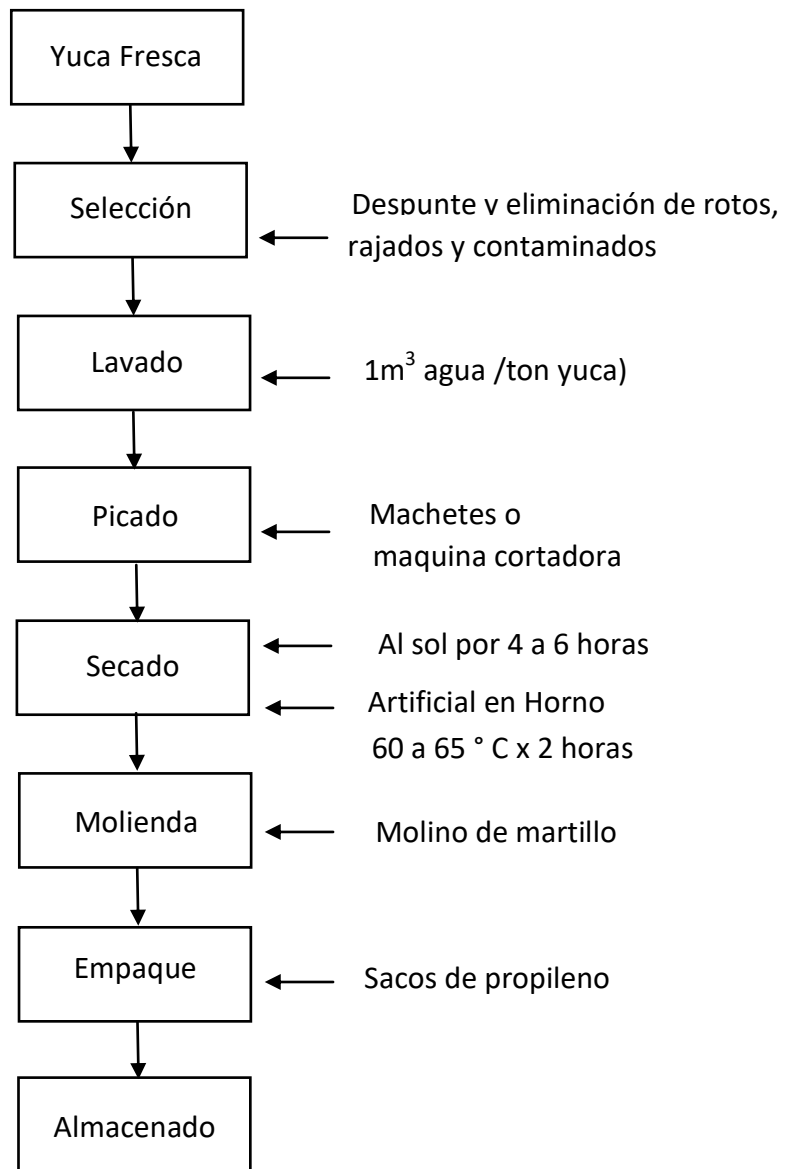 Yuca Fresca
Selección
Despunte y eliminación de rotos,
rajados y contaminados
Lavado
1m³ agua /ton yuca)
Picado
Machetes o
maquina cortadora
Secado
Al sol por 4 a 6 horas
Artificial en Horno
60 a 65 ° C x 2 horas
Molienda
Molino de martillo
Empaque
Sacos de propileno
Almacenado